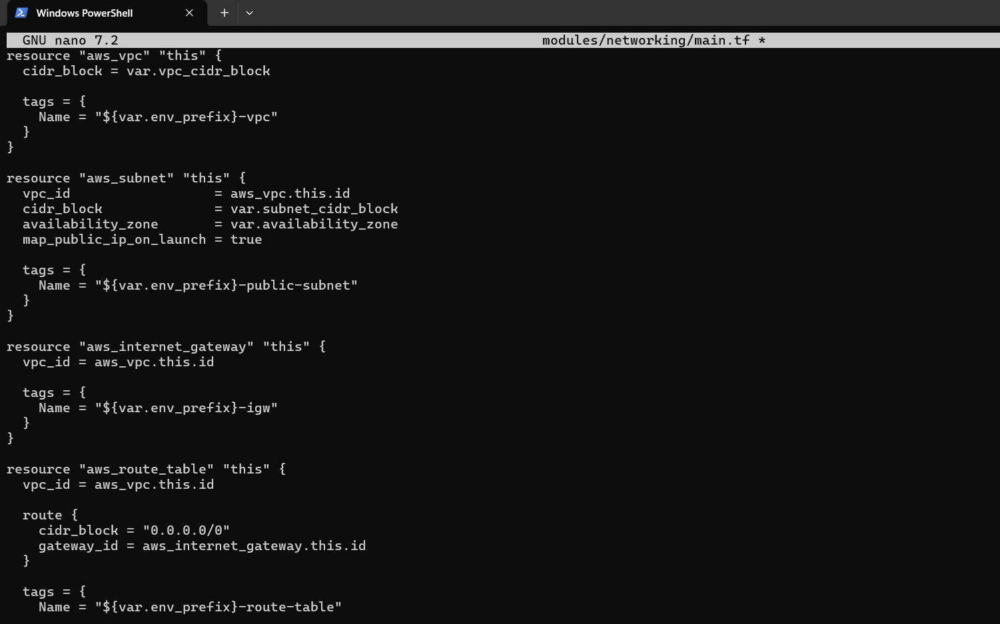 Windows PowerShell
GNU nano 7.2 modules/networking/main.tf *
resource "aws_vpc" "this" {
  cidr_block = var.vpc_cidr_block

  tags = {
    Name = "${var.env_prefix}-vpc"
  }
}

resource "aws_subnet" "this" {
  vpc_id                  = aws_vpc.this.id
  cidr_block              = var.subnet_cidr_block
  availability_zone       = var.availability_zone
  map_public_ip_on_launch = true

  tags = {
    Name = "${var.env_prefix}-public-subnet"
  }
}

resource "aws_internet_gateway" "this" {
  vpc_id = aws_vpc.this.id

  tags = {
    Name = "${var.env_prefix}-igw"
  }
}

resource "aws_route_table" "this" {
  vpc_id = aws_vpc.this.id

  route {
    cidr_block = "0.0.0.0/0"
    gateway_id = aws_internet_gateway.this.id
  }

  tags = {
    Name = "${var.env_prefix}-route-table"